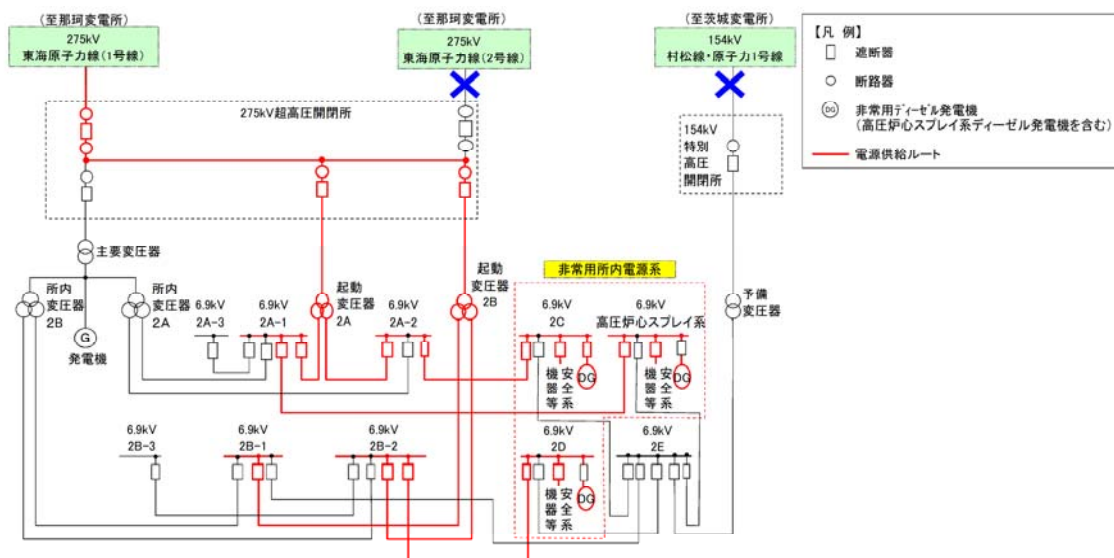 (至那珂変電所)
275kV
東海原子力線(1号線)
(至那珂変電所)
275kV
東海原子力線(2号線)
(至茨城変電所)
154kV
村松線・原子力1号線
【凡 例】
遮断器
断路器
DG
非常用ディーゼル発電機
(高圧炉心スプレイ系ディーゼル発電機を含む)
電源供給ルート
275kV超高圧開閉所
154kV
特別
高圧
開閉所
主要変圧器
所内
変圧器
2B
G
発電機
所内
変圧器
2A
6.9kV
2A-3
6.9kV
2A-1
起動
変圧器
2A
6.9kV
2A-2
起動
変圧器
2B
非常用所内電源系
6.9kV
2C
安全系
機器等
DG
6.9kV
高圧炉心スプレイ系
安全系
機器等
DG
予備
変圧器
6.9kV
2B-3
6.9kV
2B-1
6.9kV
2B-2
6.9kV
2D
安全系
機器等
DG
6.9kV
2E